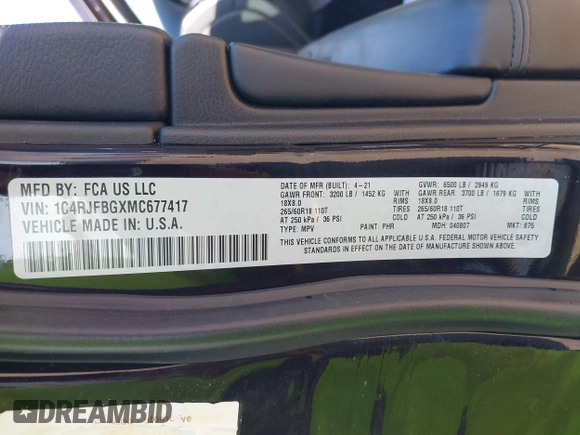 MFD BY: FCA US LLC
VIN: 1C4RJFBGXMC677417
VEHICLE MADE IN: U.S.A.
DATE OF MFR (BUILT): 4-21
GVWR: 6500 LB / 2949 KG
GAWR FRONT: 3200 LB / 1452 KG
GAWR REAR: 3700 LB / 1679 KG
18X8.0
RIMS
18X8.0
RIMS
265/60R18 110T
TIRES
265/60R18 110T
TIRES
AT 250 kPa / 36 PSI
COLD
AT 250 kPa / 36 PSI
COLD
TYPE: MPV
PAINT: PHR
MDH: 040807
MKT: 875
THIS VEHICLE CONFORMS TO ALL APPLICABLE U.S.A. FEDERAL MOTOR VEHICLE SAFETY
STANDARDS IN EFFECT ON THE DATE OF MANUFACTURE SHOWN ABOVE.
DREAMBID